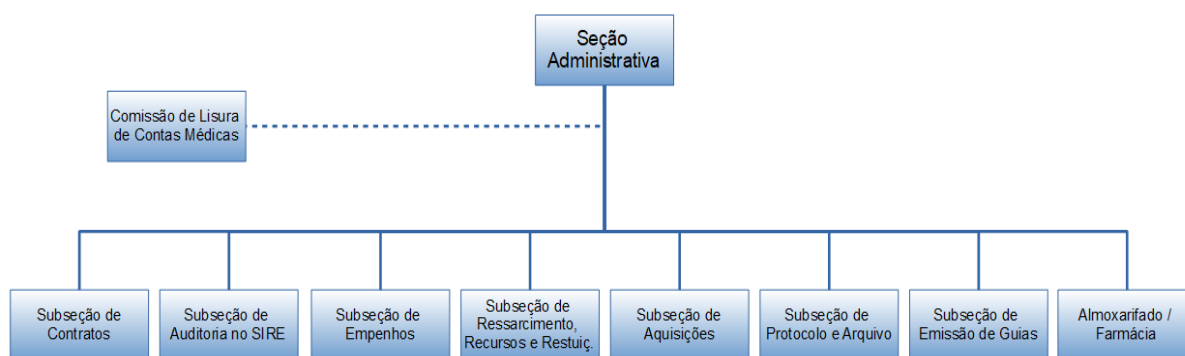 Seção
Administrativa
Comissão de Lisura
de Contas Médicas
Subseção de
Contratos
Subseção de
Auditoria no SIRE
Subseção de
Empenhos
Subseção de
Ressarcimento,
Recursos e Restuiç.
Subseção de
Aquisições
Subseção de
Protocolo e Arquivo
Subseção de
Emissão de Guias
Almoxarifado /
Farmácia